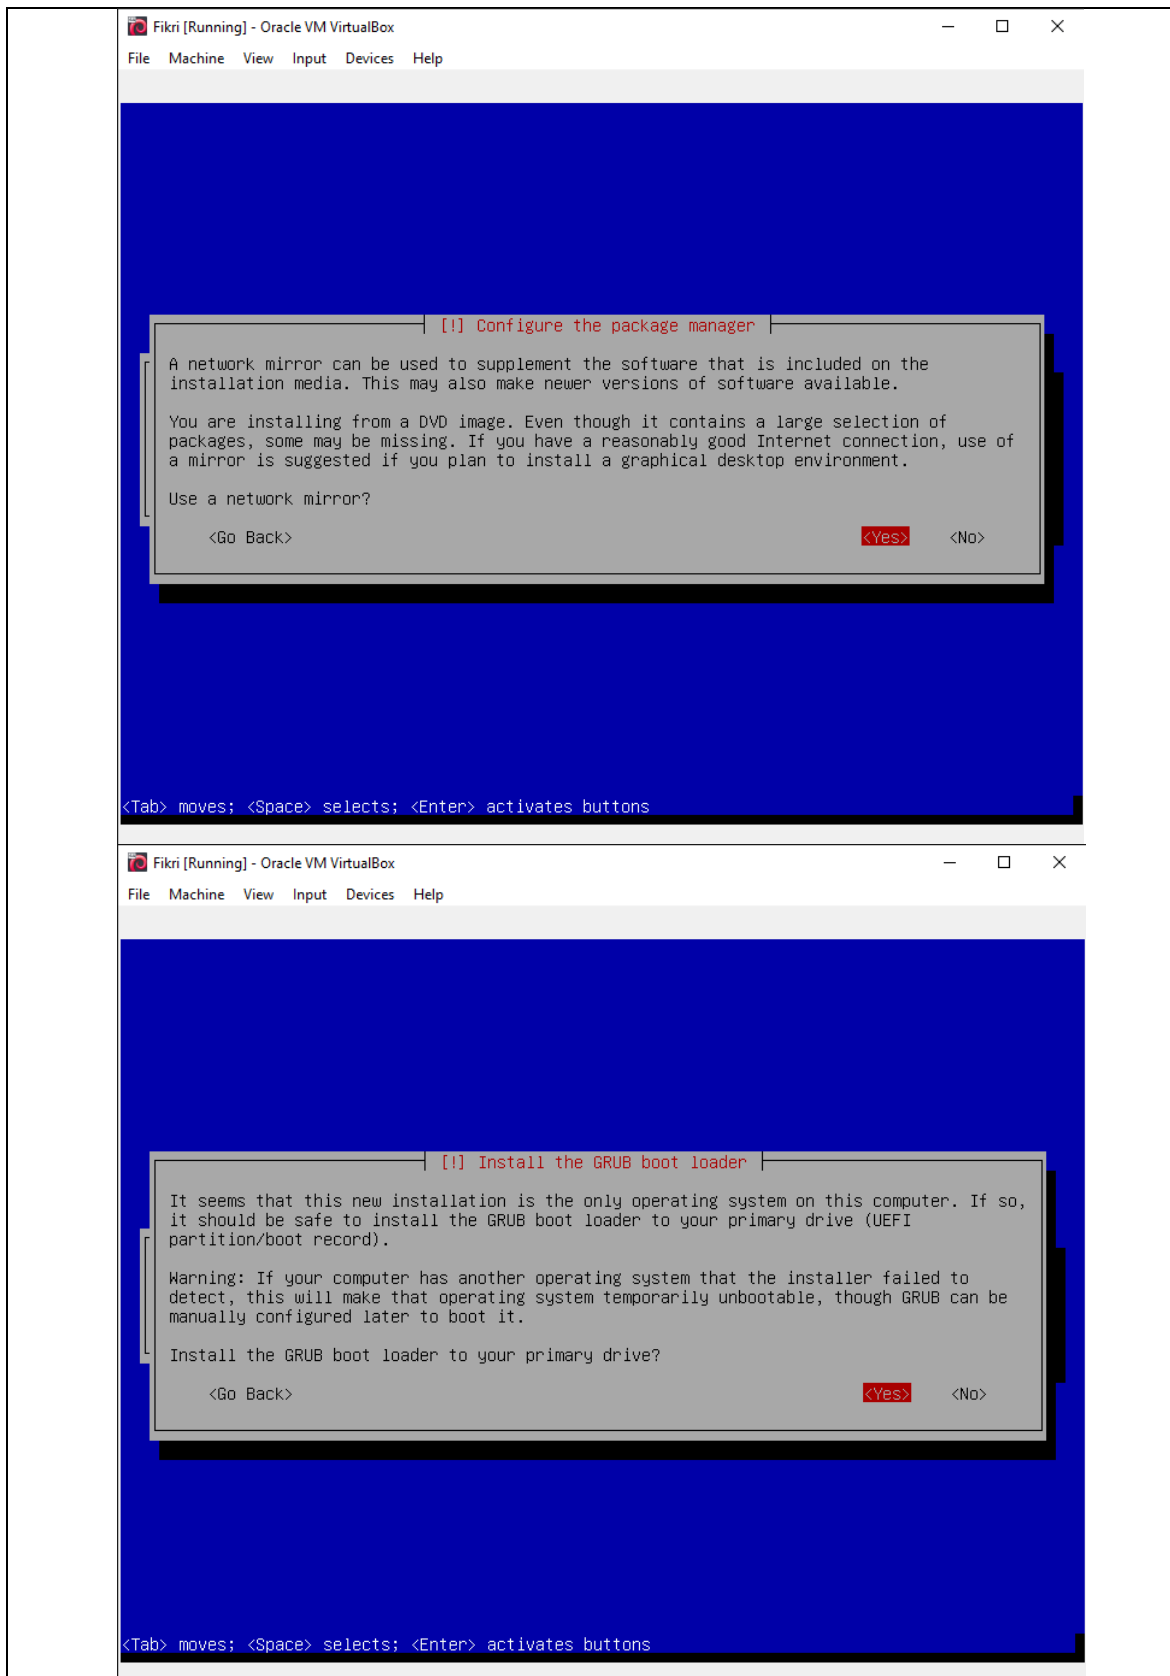 Fikri [Running] - Oracle VM VirtualBox
File Machine View Input Devices Help
[!] Configure the package manager
A network mirror can be used to supplement the software that is included on the
installation media. This may also make newer versions of software available.
You are installing from a DVD image. Even though it contains a large selection of
packages, some may be missing. If you have a reasonably good Internet connection, use of
a mirror is suggested if you plan to install a graphical desktop environment.
Use a network mirror?
<Go Back> <Yes> <No>
<Tab> moves; <Space> selects; <Enter> activates buttons
Fikri [Running] - Oracle VM VirtualBox
File Machine View Input Devices Help
[!] Install the GRUB boot loader
It seems that this new installation is the only operating system on this computer. If so,
it should be safe to install the GRUB boot loader to your primary drive (UEFI
partition/boot record).
Warning: If your computer has another operating system that the installer failed to
detect, this will make that operating system temporarily unbootable, though GRUB can be
manually configured later to boot it.
Install the GRUB boot loader to your primary drive?
<Go Back> <Yes> <No>
<Tab> moves; <Space> selects; <Enter> activates buttons